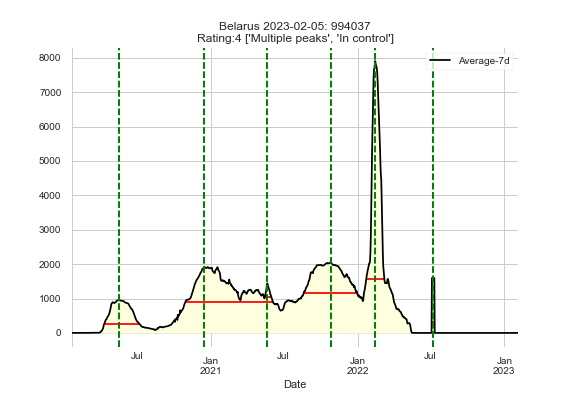 Belarus 2023-02-05: 994037
Rating:4 ['Multiple peaks', 'In control']
Average-7d
8000
7000
6000
5000
4000
3000
2000
1000
0
Jul
Jan
2021
Jul
Jan
2022
Jul
Jan
2023
Date